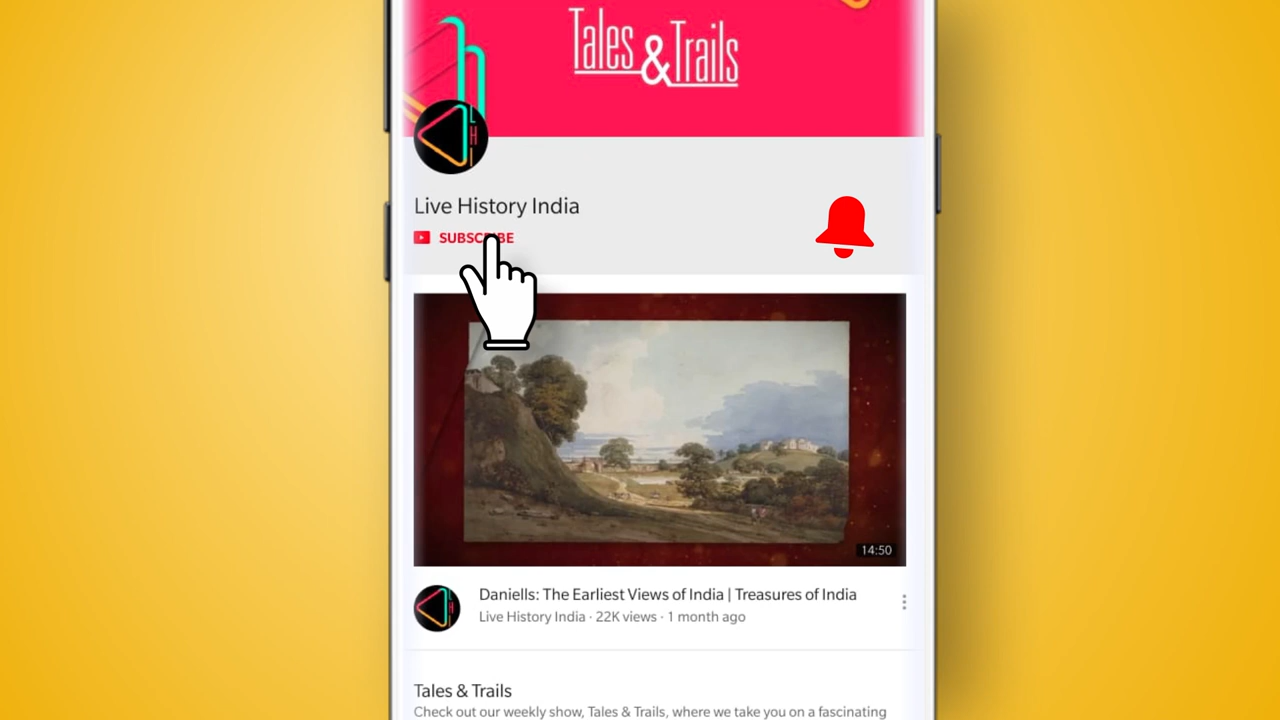 Tales & Trails
LHI
Live History India
SUBSCRIBE
14:50
Daniells: The Earliest Views of India | Treasures of India
Live History India · 22K views · 1 month ago
LHI
Tales & Trails
Check out our weekly show, Tales & Trails, where we take you on a fascinating